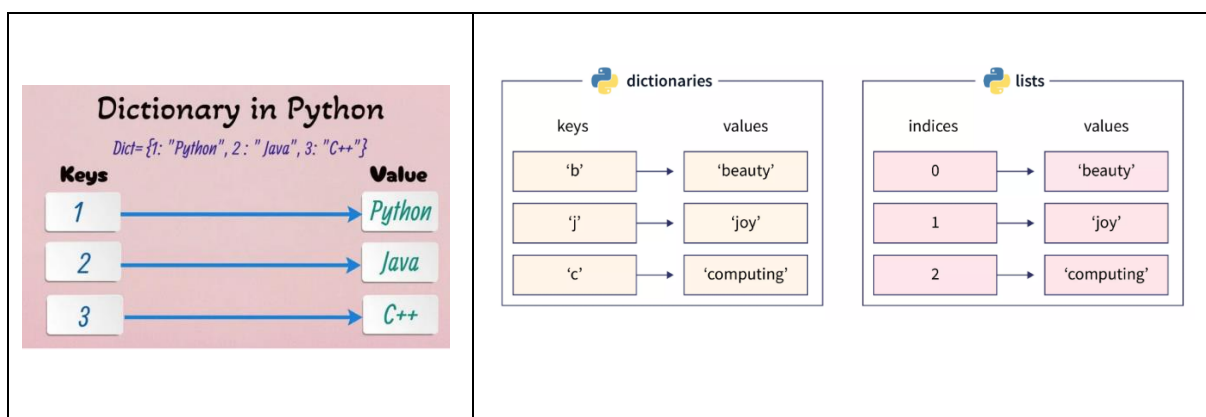 Dictionary in Python
Dict= {1: "Python", 2 : " Java", 3: "C++"}
Keys Value
1 Python
2 Java
3 C++
dictionaries
keys values
‘b’ ‘beauty’
‘j’ ‘joy’
‘c’ ‘computing’
lists
indices values
0 ‘beauty’
1 ‘joy’
2 ‘computing’